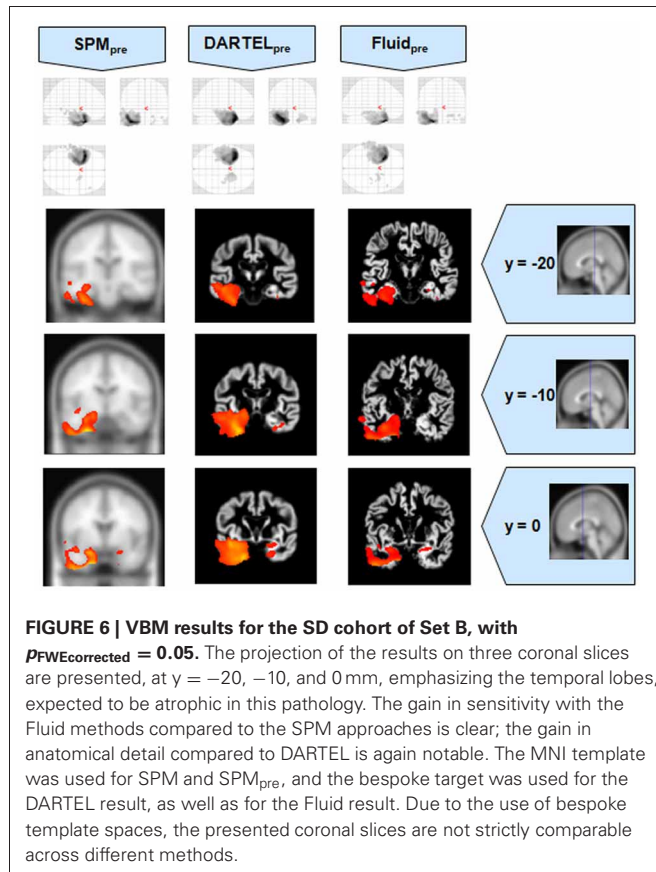 SPMpre
DARTELpre
Fluidpre
<
<
<
<
<
<
<
<
<
y = -20
y = -10
y = 0
FIGURE 6 | VBM results for the SD cohort of Set B, with
pFWEcorrected = 0.05. The projection of the results on three coronal slices
are presented, at y = −20, −10, and 0 mm, emphasizing the temporal lobes,
expected to be atrophic in this pathology. The gain in sensitivity with the
Fluid methods compared to the SPM approaches is clear; the gain in
anatomical detail compared to DARTEL is again notable. The MNI template
was used for SPM and SPMpre, and the bespoke target was used for the
DARTEL result, as well as for the Fluid result. Due to the use of bespoke
template spaces, the presented coronal slices are not strictly comparable
across different methods.